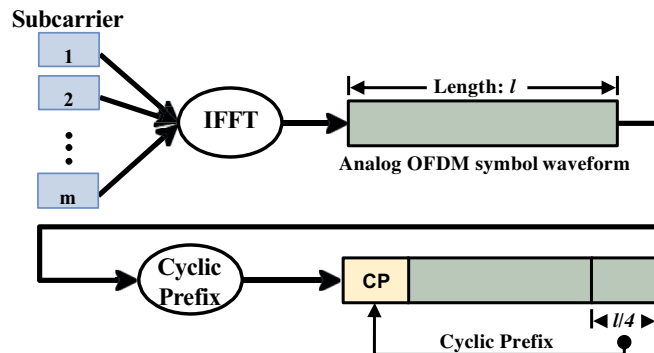 Subcarrier
1
2
m
IFFT
Length: l
Analog OFDM symbol waveform
Cyclic
Prefix
CP
l/4
Cyclic Prefix